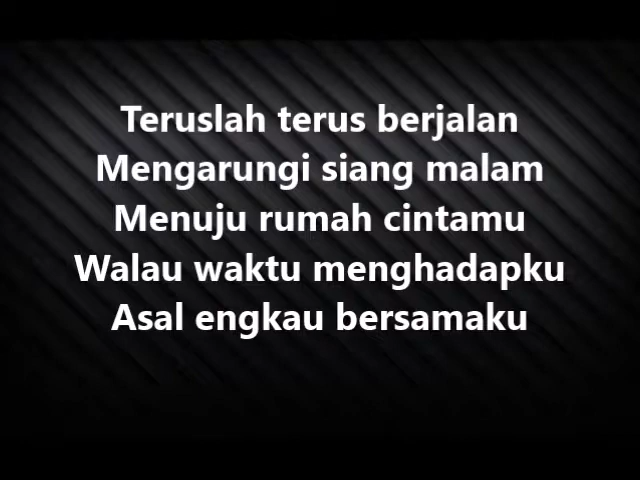 Teruslah terus berjalan
Mengarungi siang malam
Menuju rumah cintamu
Walau waktu menghadapku
Asal engkau bersamaku